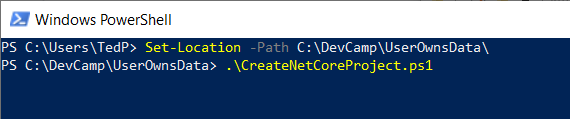 Windows PowerShell
PS C:\Users\TedP> Set-Location -Path C:\DevCamp\UserOwnsData\
PS C:\DevCamp\UserOwnsData> .\CreateNetCoreProject.ps1